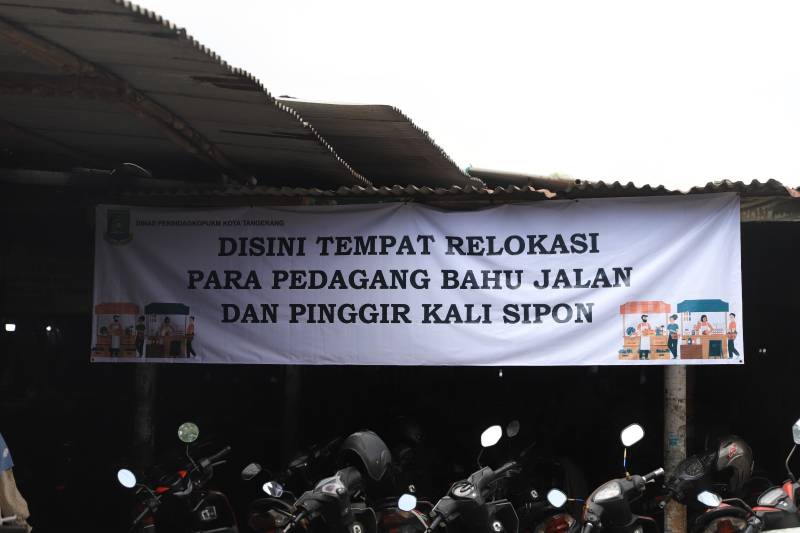 DINAS PERINDAGKOPUKM KOTA TANGERANG
DISINI TEMPAT RELOKASI
PARA PEDAGANG BAHU JALAN
DAN PINGGIR KALI SIPON